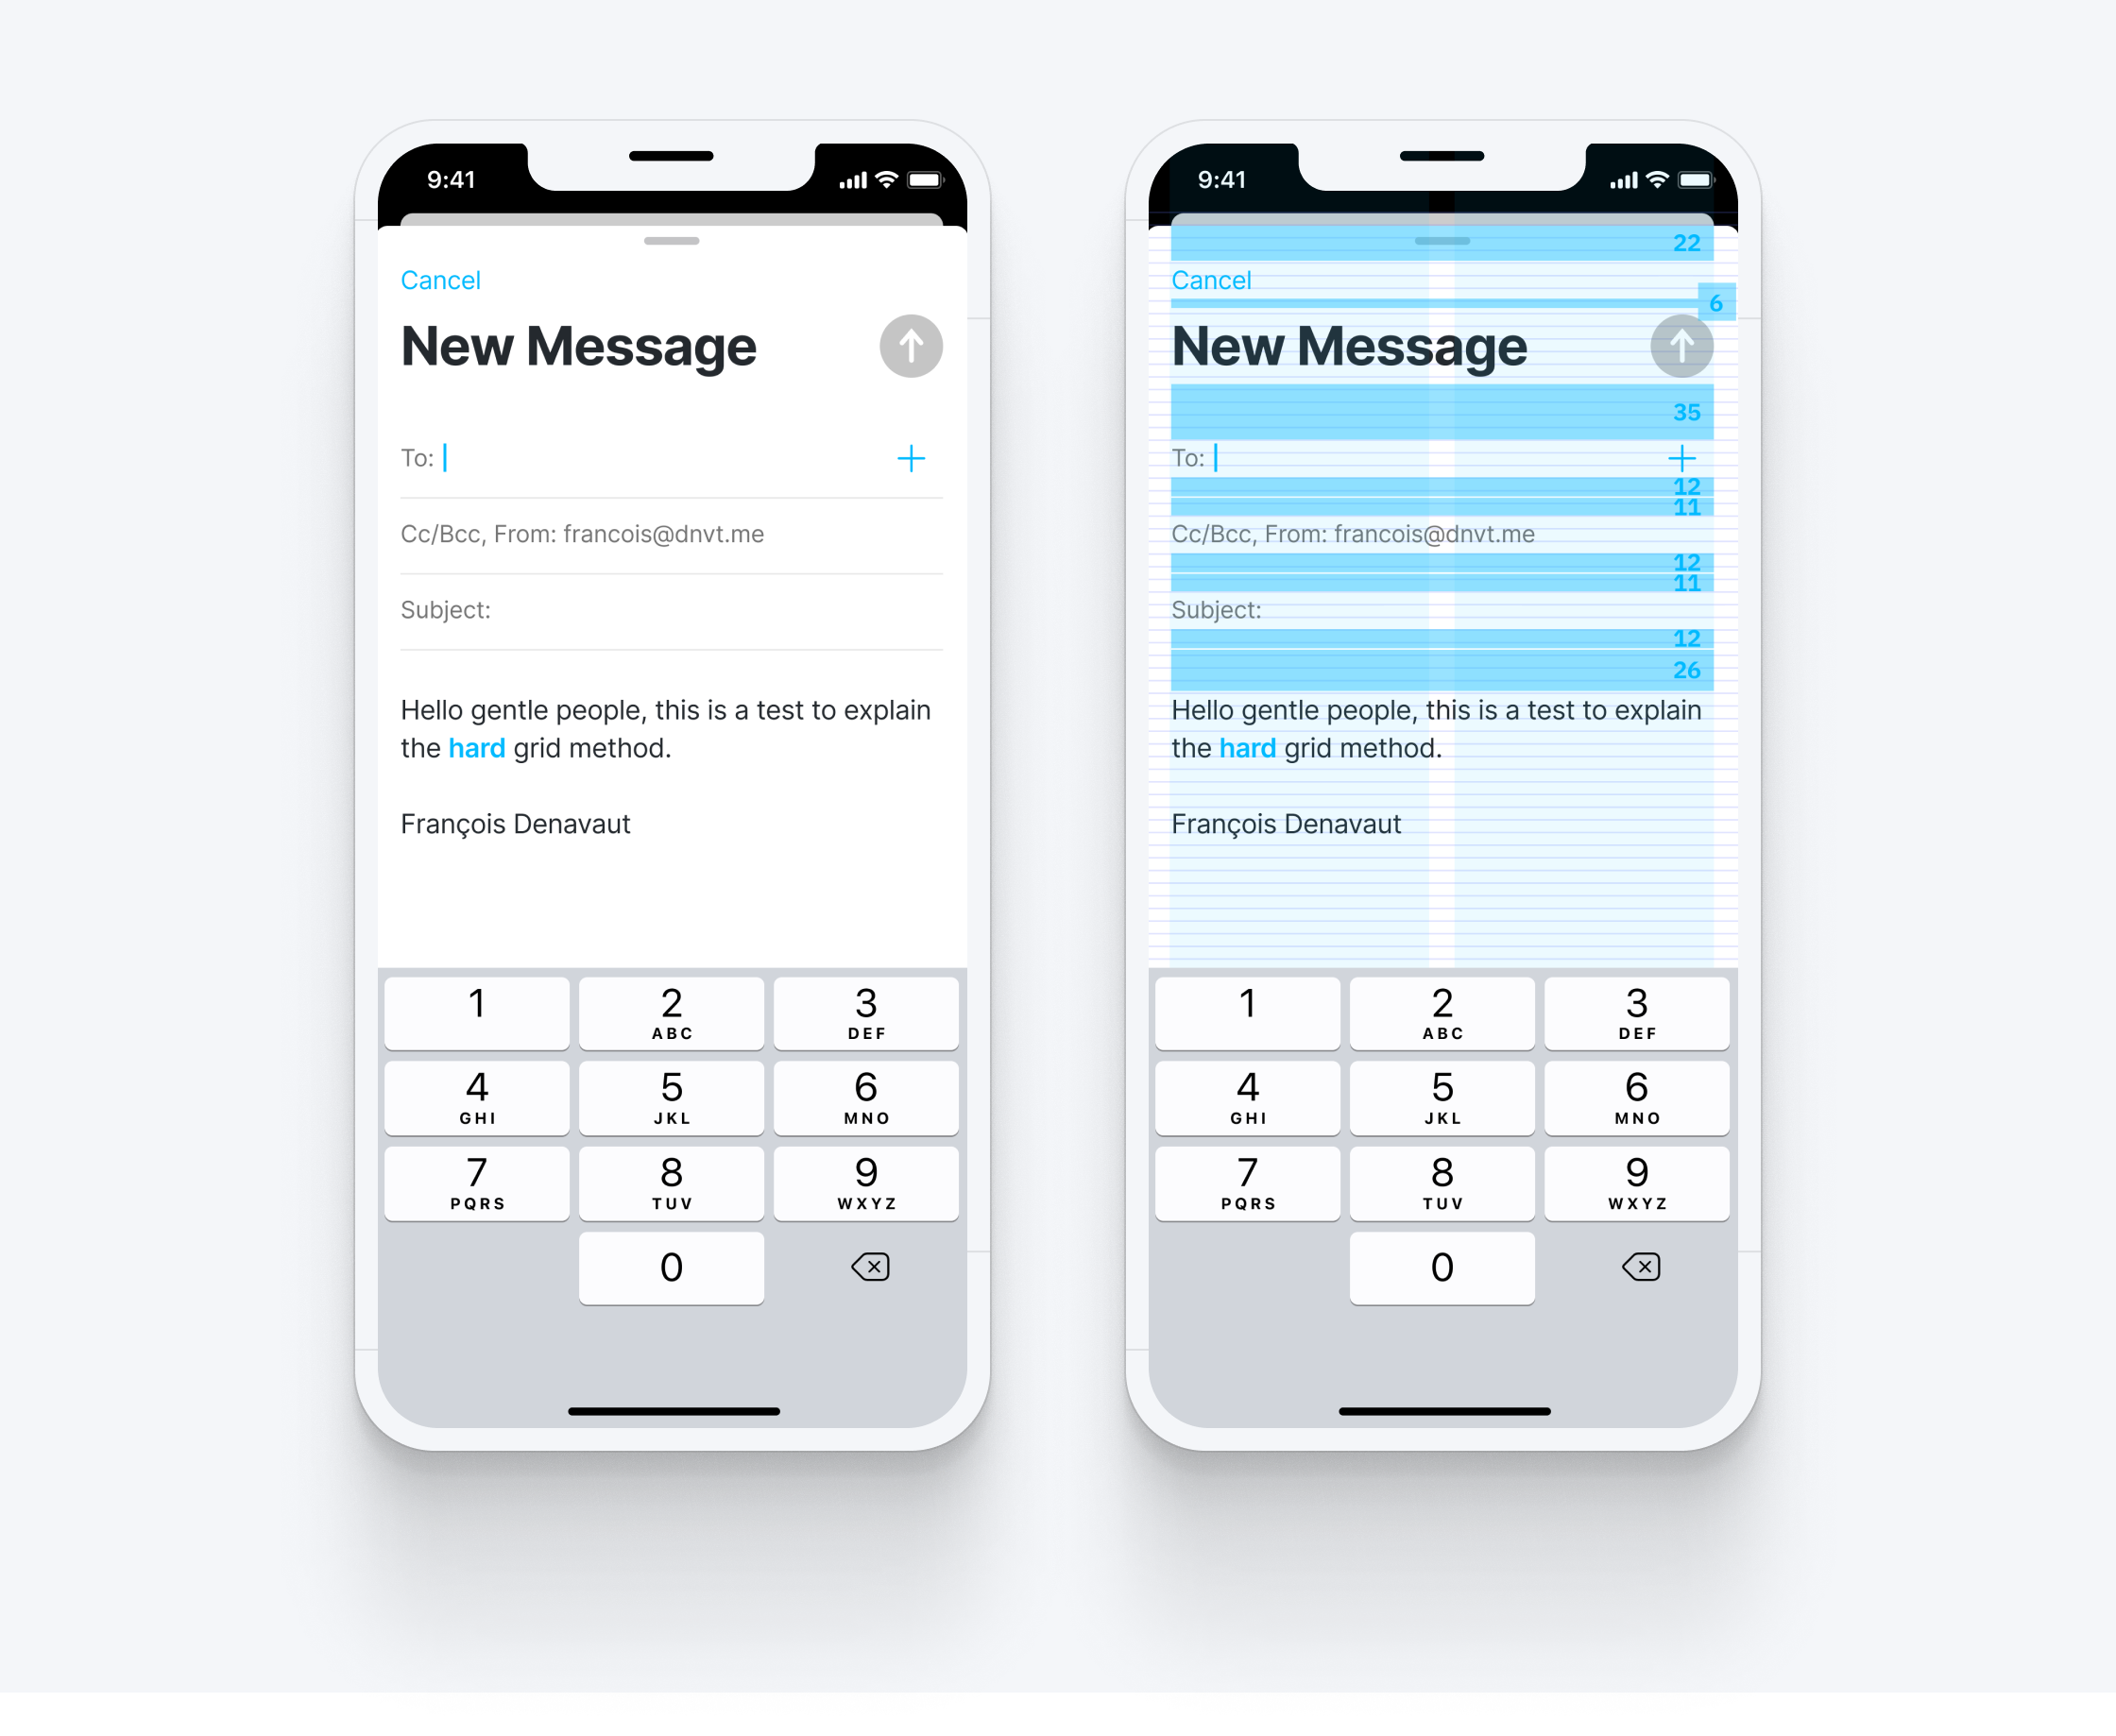 9:41
Cancel
New Message
To:
Cc/Bcc, From: francois@dnvt.me
Subject:
Hello gentle people, this is a test to explain
the hard grid method.
François Denavaut
1 2 3
ABC DEF
4 5 6
GHI JKL MNO
7 8 9
PQRS TUV WXYZ
0
9:41
22
Cancel
6
New Message
35
To:
12
11
Cc/Bcc, From: francois@dnvt.me
12
11
Subject:
12
26
Hello gentle people, this is a test to explain
the hard grid method.
François Denavaut
1 2 3
ABC DEF
4 5 6
GHI JKL MNO
7 8 9
PQRS TUV WXYZ
0